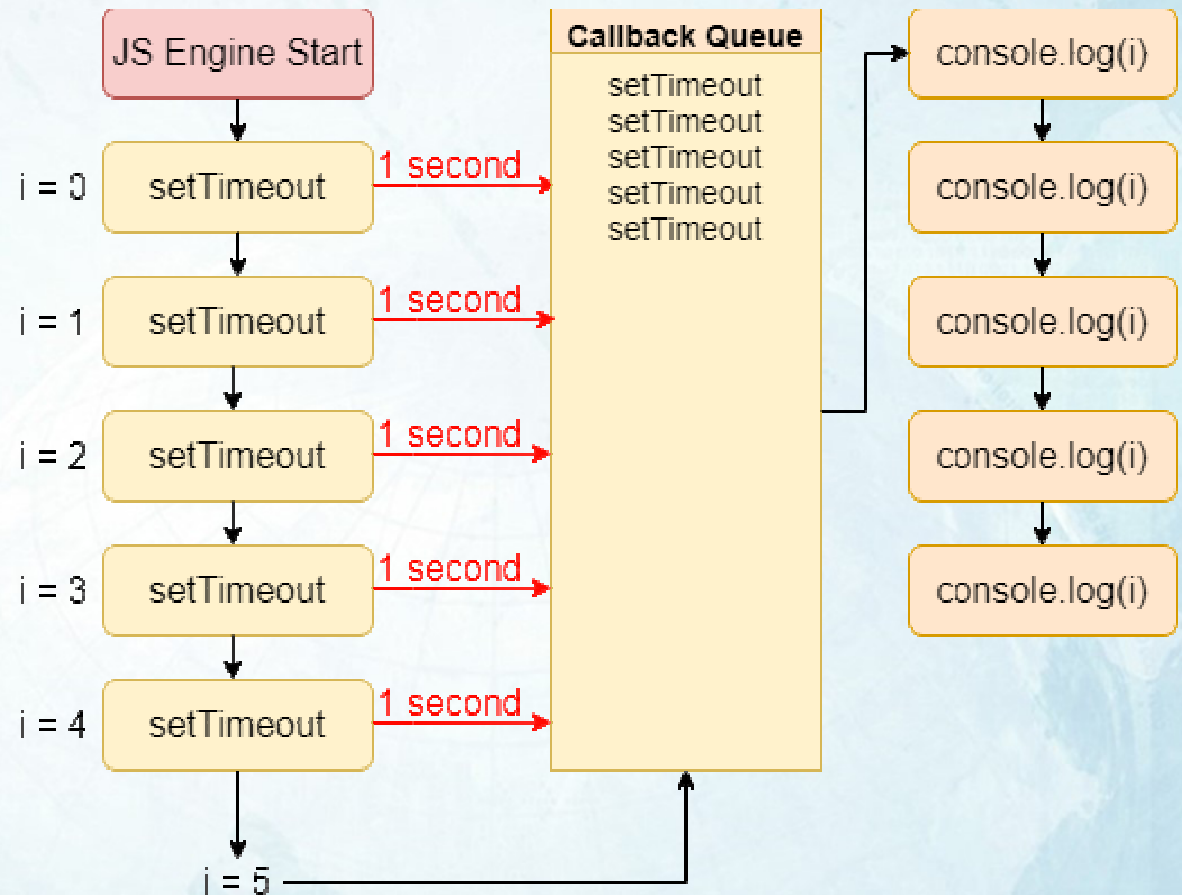 JS Engine Start
i = 0
setTimeout
1 second
i = 1
setTimeout
1 second
i = 2
setTimeout
1 second
i = 3
setTimeout
1 second
i = 4
setTimeout
1 second
i = 5
Callback Queue
setTimeout
setTimeout
setTimeout
setTimeout
setTimeout
console.log(i)
console.log(i)
console.log(i)
console.log(i)
console.log(i)